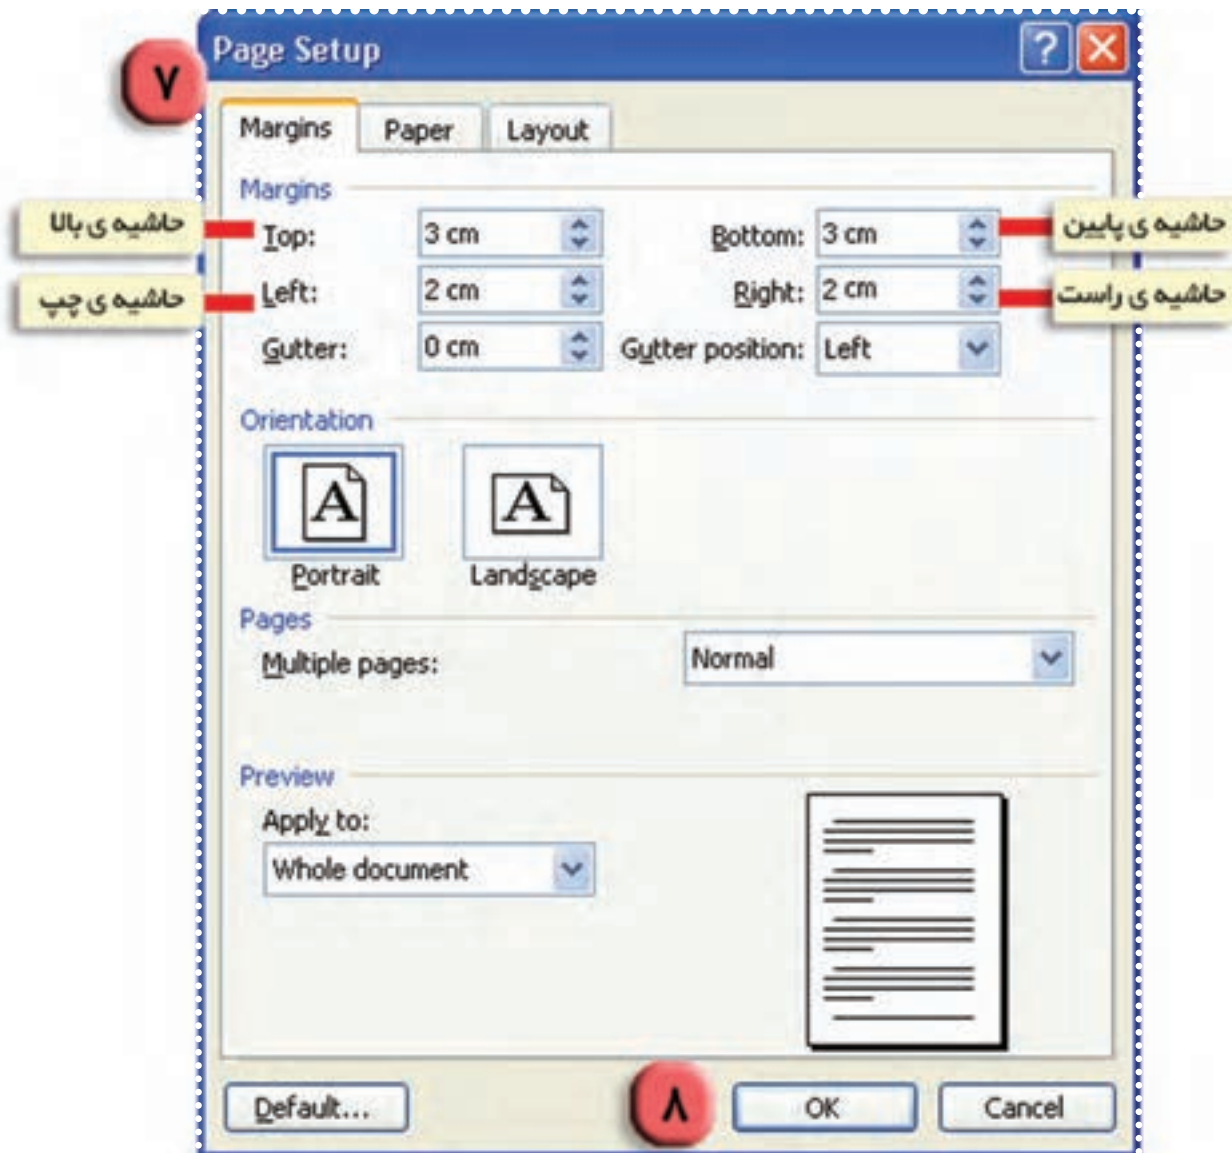 Page Setup
۷
Margins Paper Layout
Margins
حاشیه ی بالا Top: 3 cm Bottom: 3 cm حاشیه ی پایین
حاشیه ی چپ Left: 2 cm Right: 2 cm حاشیه ی راست
Gutter: 0 cm Gutter position: Left
Orientation
A A
Portrait Landscape
Pages
Multiple pages: Normal
Preview
Apply to:
Whole document
Default... ۸ OK Cancel